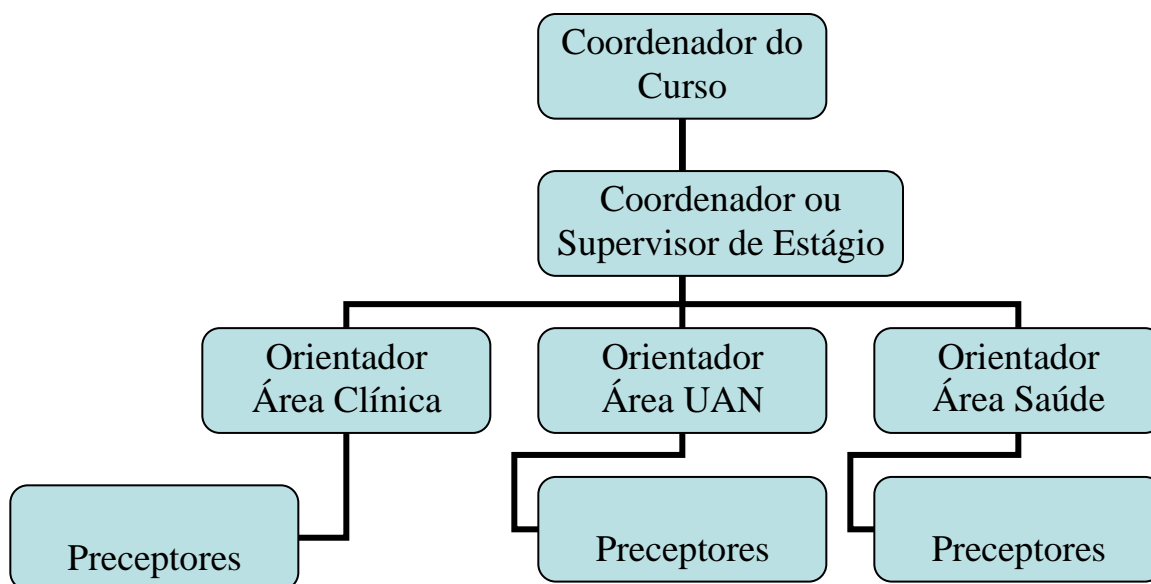 Coordenador do
Curso
Coordenador ou
Supervisor de Estágio
Orientador
Área Clínica
Orientador
Área UAN
Orientador
Área Saúde
Preceptores
Preceptores
Preceptores